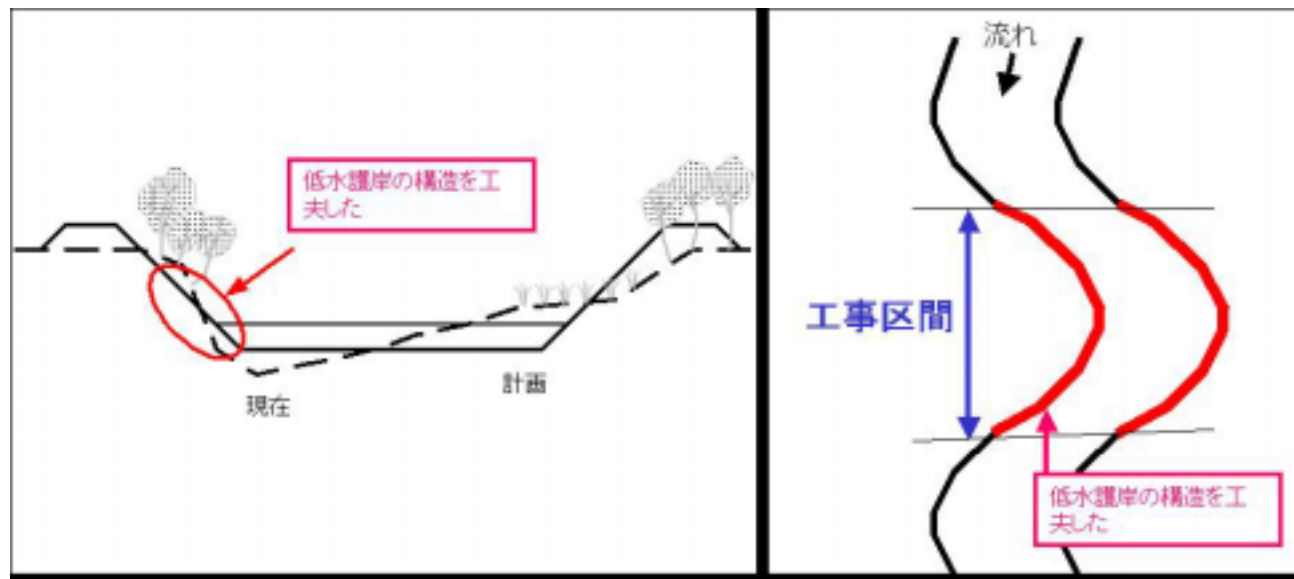 低水護岸の構造を工
夫した
現在
計画
流れ
工事区間
低水護岸の構造を工
夫した